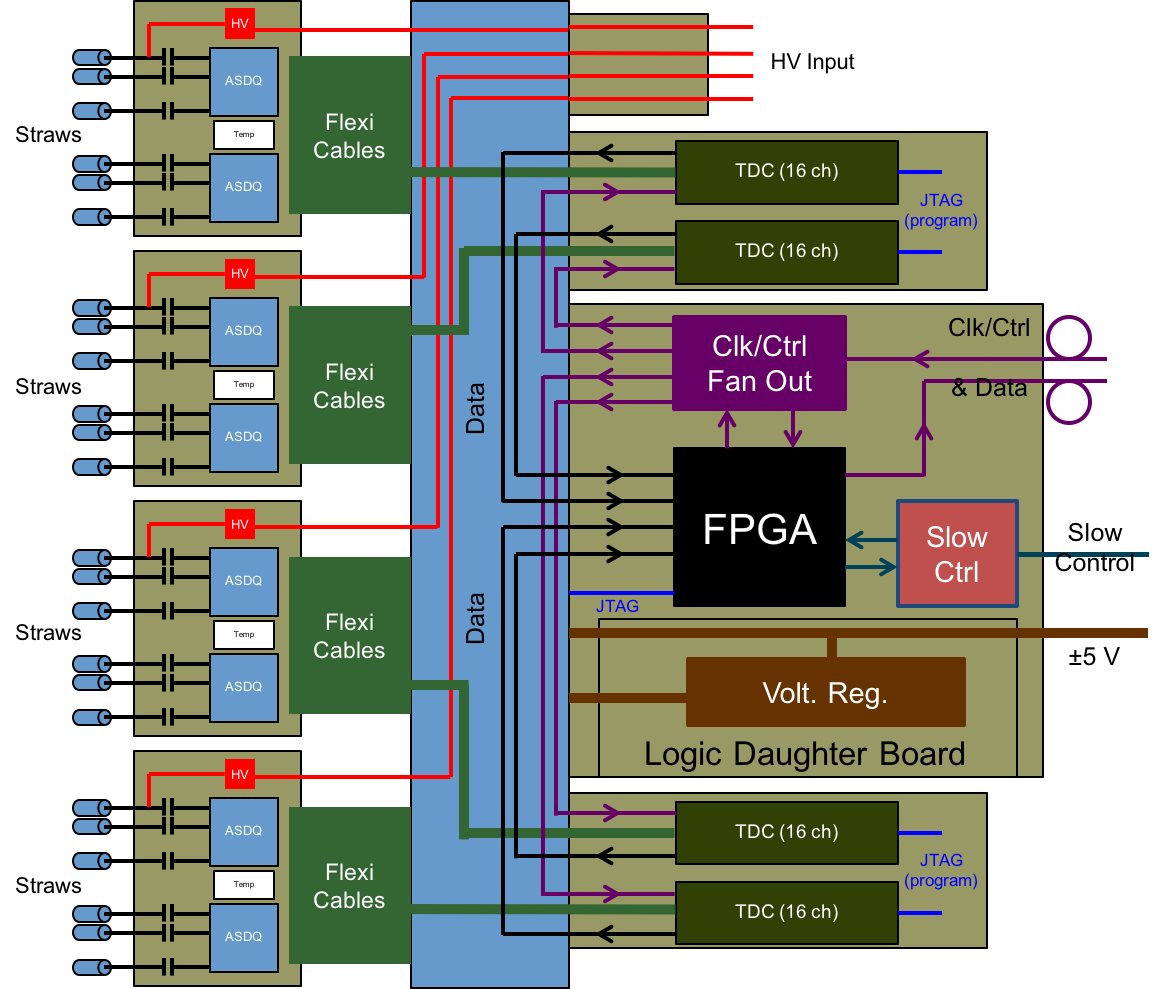 HV
ASDQ
Temp
ASDQ
Straws
Flexi
Cables
HV Input
TDC (16 ch)
TDC (16 ch)
JTAG
(program)
HV
ASDQ
Temp
ASDQ
Straws
Flexi
Cables
Data
Clk/Ctrl
Fan Out
Clk/Ctrl
& Data
FPGA
Slow
Ctrl
Slow
Control
JTAG
HV
ASDQ
Temp
ASDQ
Straws
Flexi
Cables
Data
±5 V
Volt. Reg.
Logic Daughter Board
HV
ASDQ
Temp
ASDQ
Straws
Flexi
Cables
TDC (16 ch)
TDC (16 ch)
JTAG
(program)